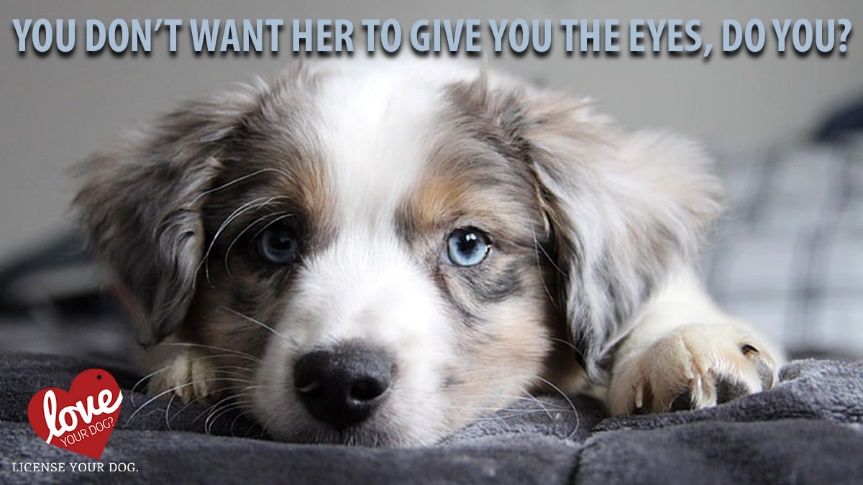 YOU DON'T WANT HER TO GIVE YOU THE EYES, DO YOU?
love
YOUR DOG?
LICENSE YOUR DOG.